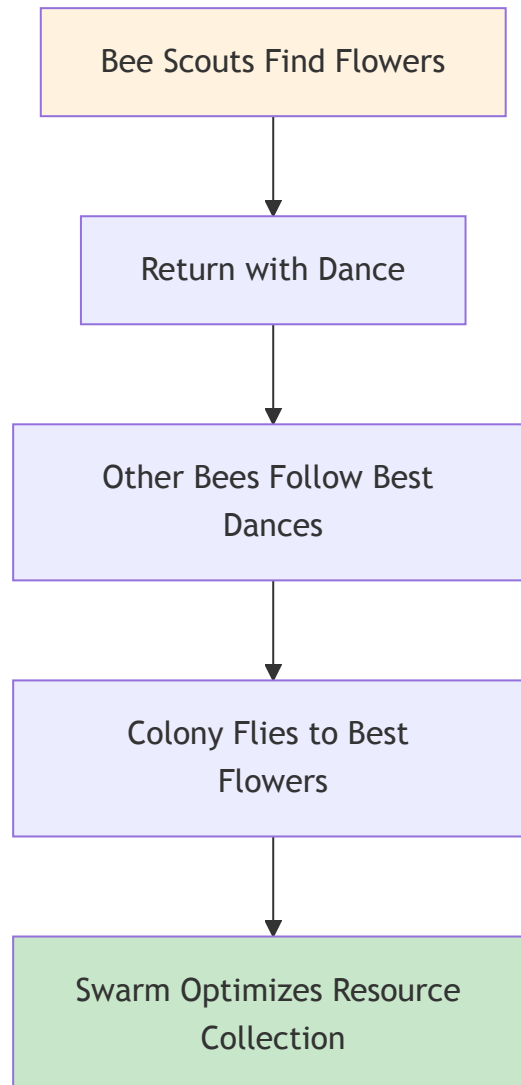 Bee Scouts Find Flowers
Return with Dance
Other Bees Follow Best
Dances
Colony Flies to Best
Flowers
Swarm Optimizes Resource
Collection